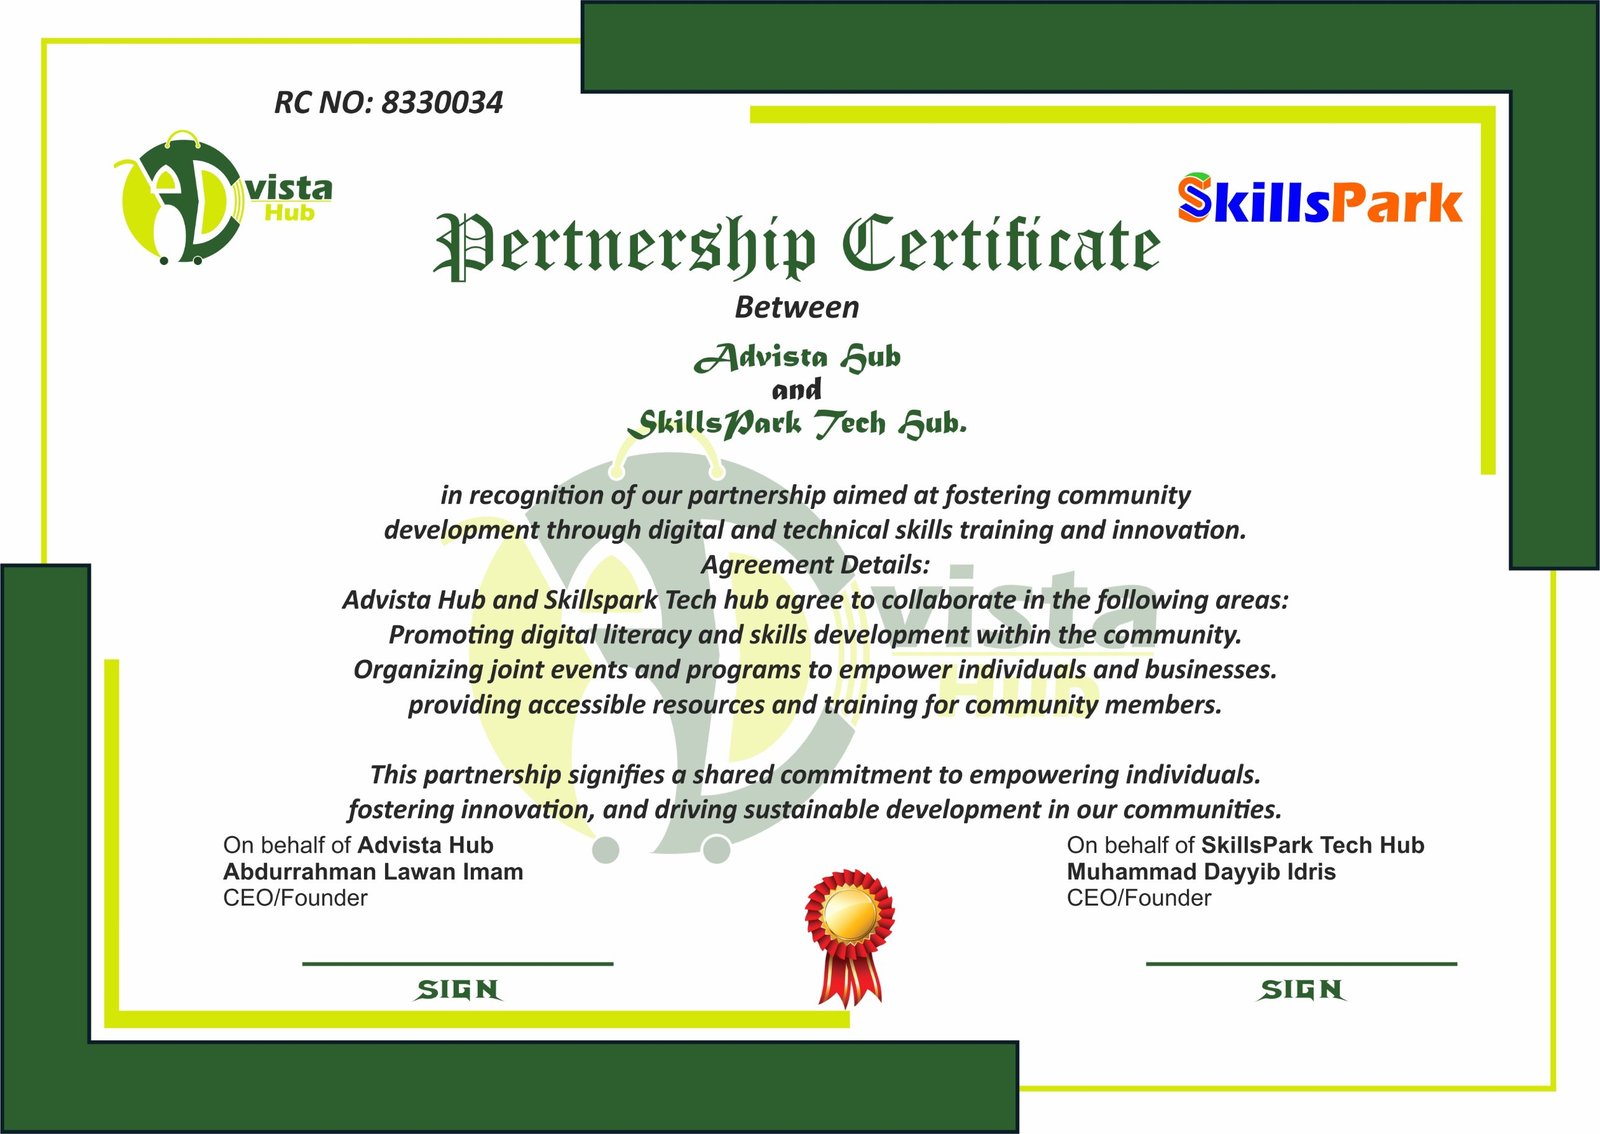 RC NO: 8330034
ADvista
Hub
SkillsPark
Pertnership Certificate
Between
Advista Hub
and
SkillsPark Tech Hub.
in recognition of our partnership aimed at fostering community
development through digital and technical skills training and innovation.
Agreement Details:
Advista Hub and Skillspark Tech hub agree to collaborate in the following areas:
Promoting digital literacy and skills development within the community.
Organizing joint events and programs to empower individuals and businesses.
providing accessible resources and training for community members.
ADvista
Hub
This partnership signifies a shared commitment to empowering individuals.
fostering innovation, and driving sustainable development in our communities.
On behalf of Advista Hub
Abdurrahman Lawan Imam
CEO/Founder
SIGN
On behalf of SkillsPark Tech Hub
Muhammad Dayyib Idris
CEO/Founder
SIGN